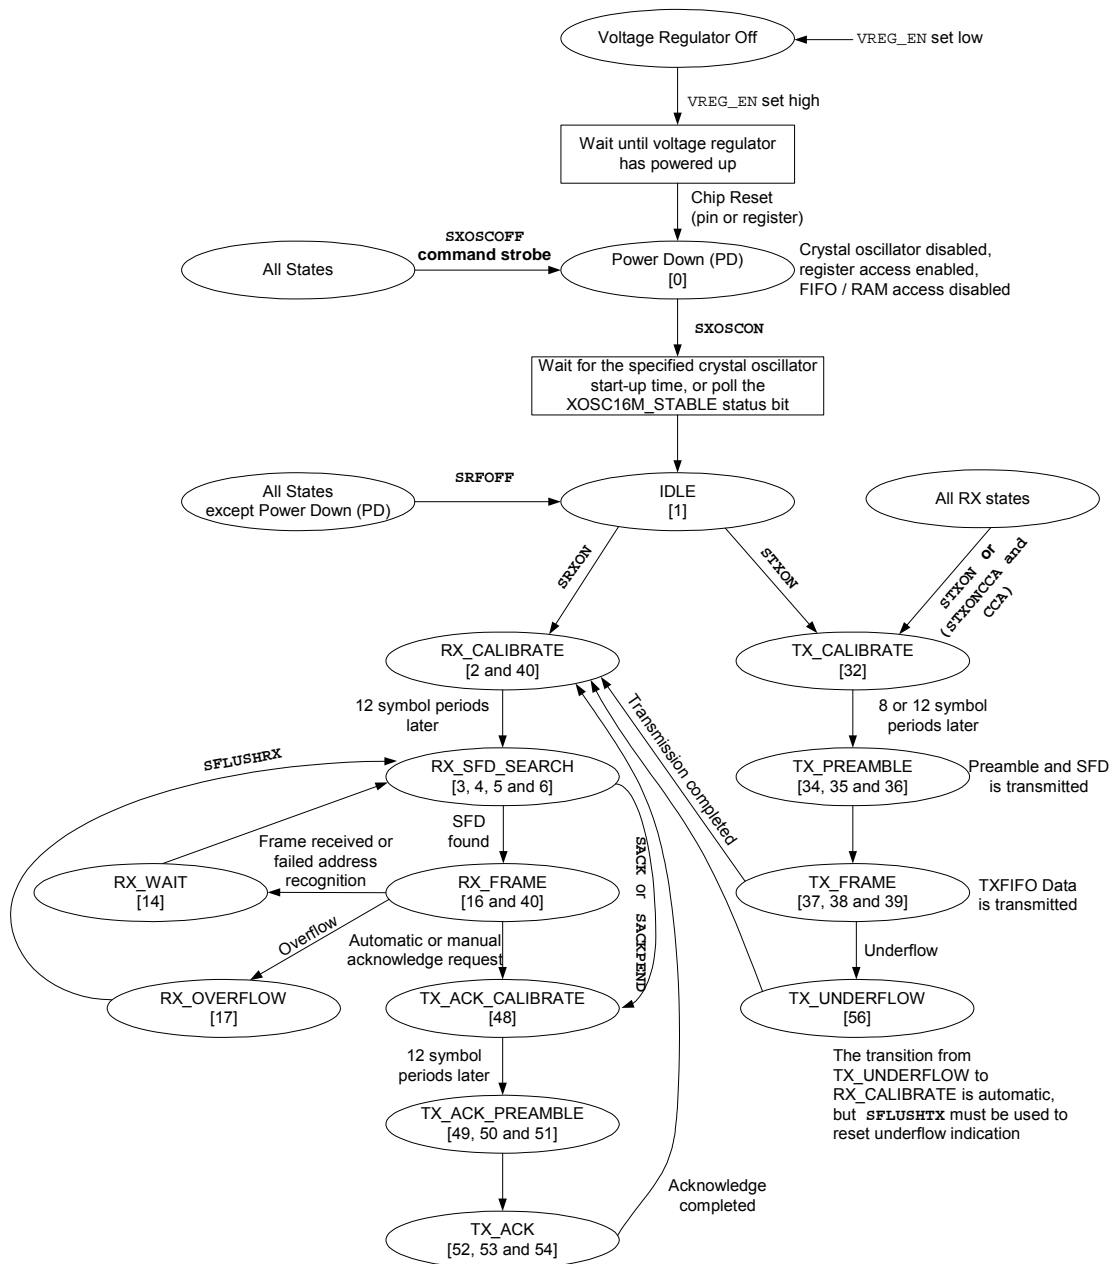 Voltage Regulator Off
VREG_EN set low
VREG_EN set high
Wait until voltage regulator
has powered up
Chip Reset
(pin or register)
SXOSCOFF
command strobe
All States
Power Down (PD)
[0]
Crystal oscillator disabled,
register access enabled,
FIFO / RAM access disabled
SXOSCON
Wait for the specified crystal oscillator
start-up time, or poll the
XOSC16M_STABLE status bit
All States
except Power Down (PD)
SRFOFF
IDLE
[1]
All RX states
SRXON
STXON
STXON or
(STXONCCA and
CCA)
RX_CALIBRATE
[2 and 40]
TX_CALIBRATE
[32]
12 symbol periods
later
8 or 12 symbol
periods later
Transmission completed
SFLUSHRX
RX_SFD_SEARCH
[3, 4, 5 and 6]
TX_PREAMBLE
[34, 35 and 36]
Preamble and SFD
is transmitted
SFD
found
Frame received or
failed address
recognition
SACK or SACKPEND
RX_WAIT
[14]
RX_FRAME
[16 and 40]
TX_FRAME
[37, 38 and 39]
TXFIFO Data
is transmitted
Overflow
Automatic or manual
acknowledge request
Underflow
RX_OVERFLOW
[17]
TX_ACK_CALIBRATE
[48]
TX_UNDERFLOW
[56]
12 symbol
periods later
The transition from
TX_UNDERFLOW to
RX_CALIBRATE is automatic,
but SFLUSHTX must be used to
reset underflow indication
TX_ACK_PREAMBLE
[49, 50 and 51]
Acknowledge
completed
TX_ACK
[52, 53 and 54]